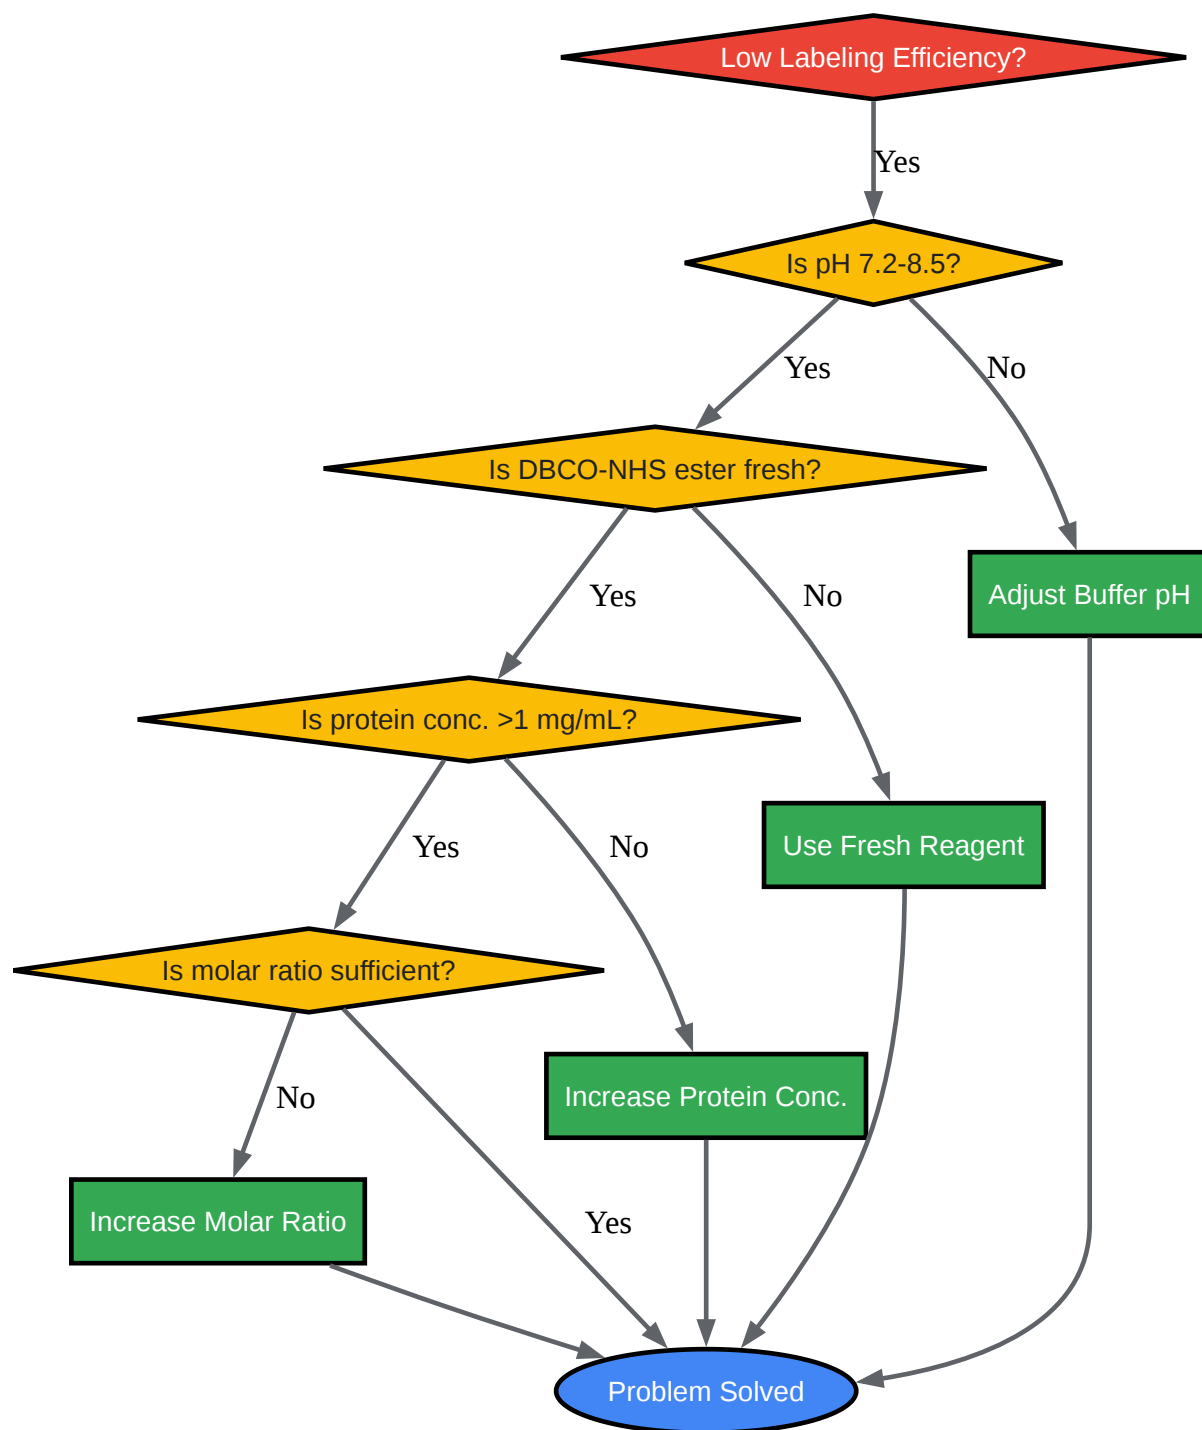 Low Labeling Efficiency?
Yes
Is pH 7.2-8.5?
Yes
No
Is DBCO-NHS ester fresh?
Yes
No
Adjust Buffer pH
Is protein conc. >1 mg/mL?
Yes
No
Use Fresh Reagent
Is molar ratio sufficient?
No
Increase Protein Conc.
Increase Molar Ratio
Yes
Problem Solved